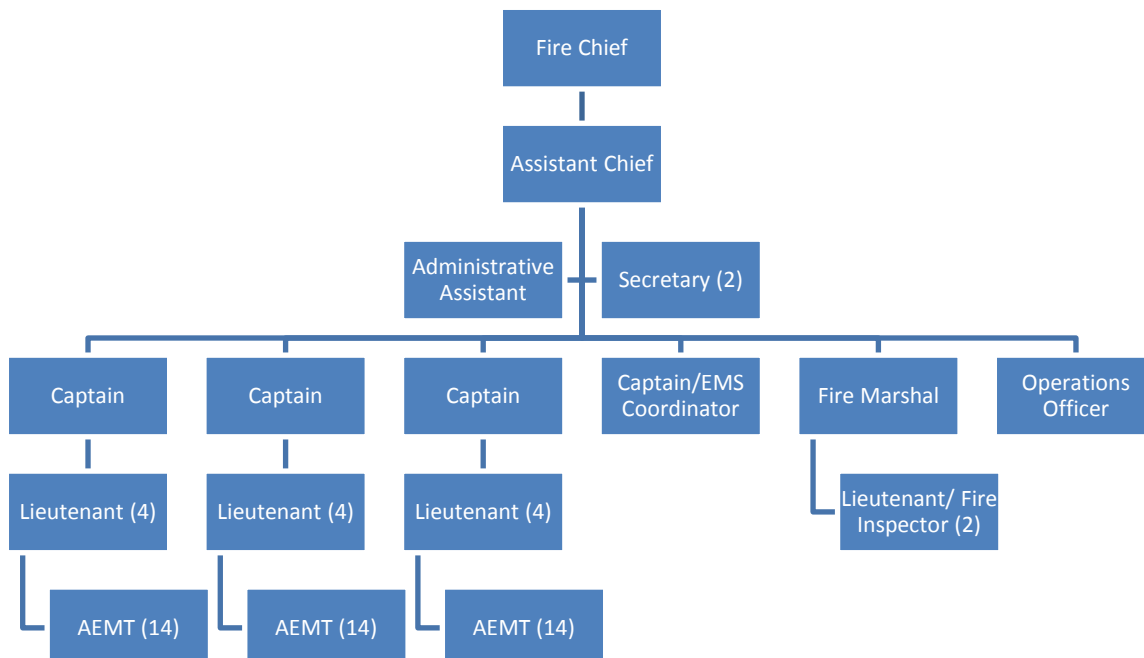 Fire Chief
Assistant Chief
Administrative
Assistant
Secretary (2)
Captain
Captain
Captain
Captain/EMS
Coordinator
Fire Marshal
Operations
Officer
Lieutenant (4)
Lieutenant (4)
Lieutenant (4)
Lieutenant/ Fire
Inspector (2)
AEMT (14)
AEMT (14)
AEMT (14)